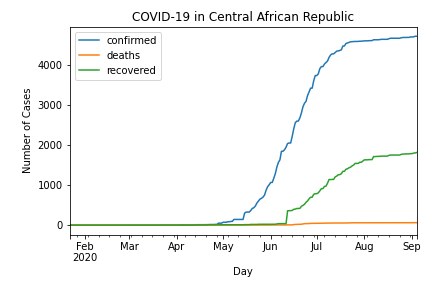 COVID-19 in Central African Republic
confirmed
deaths
recovered
Number of Cases
4000
3000
2000
1000
0
Feb
2020
Mar
Apr
May
Jun
Jul
Aug
Sep
Day